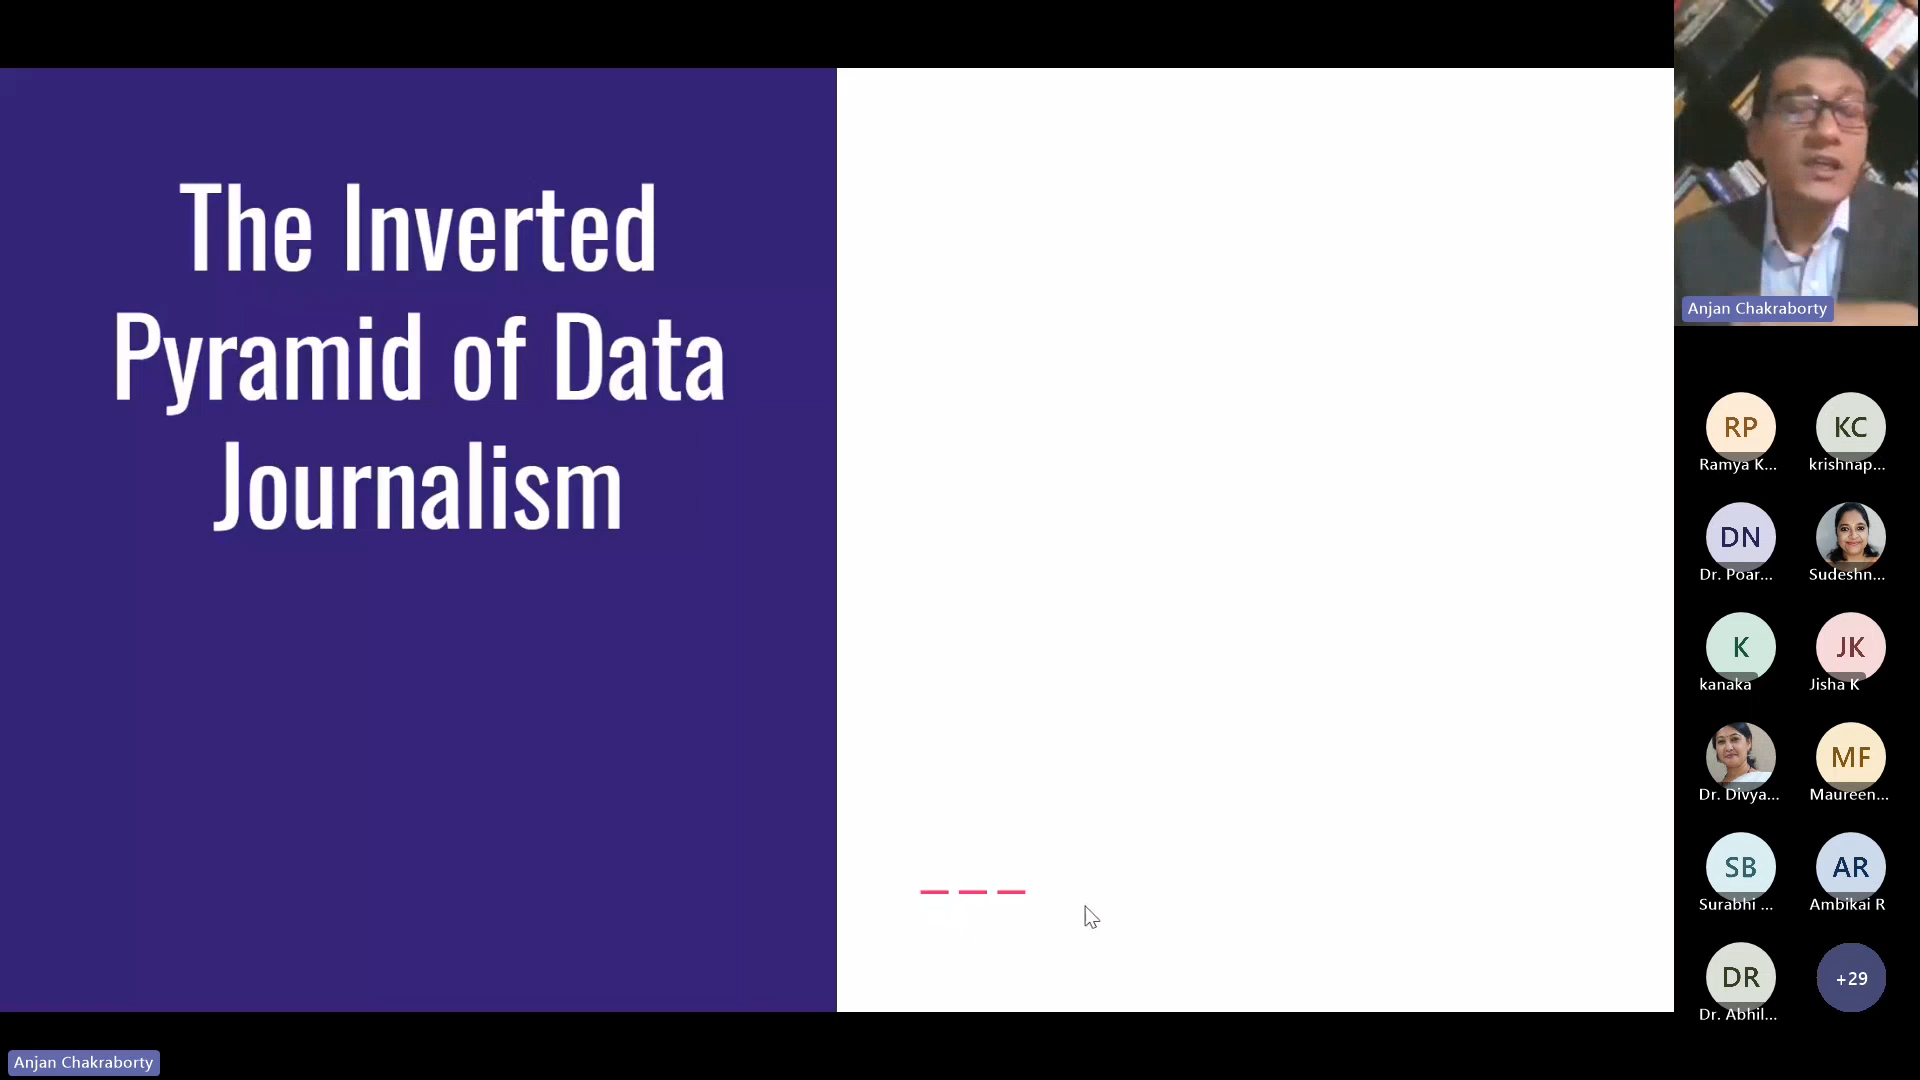 The Inverted
Pyramid of Data
Journalism
Anjan Chakraborty
RP
Ramya K...
KC
krishnap...
DN
Dr. Poar...
Sudeshn...
K
kanaka
JK
Jisha K
Dr. Divya...
MF
Maureen...
SB
Surabhi ...
AR
Ambikai R
DR
Dr. Abhil...
+29
Anjan Chakraborty